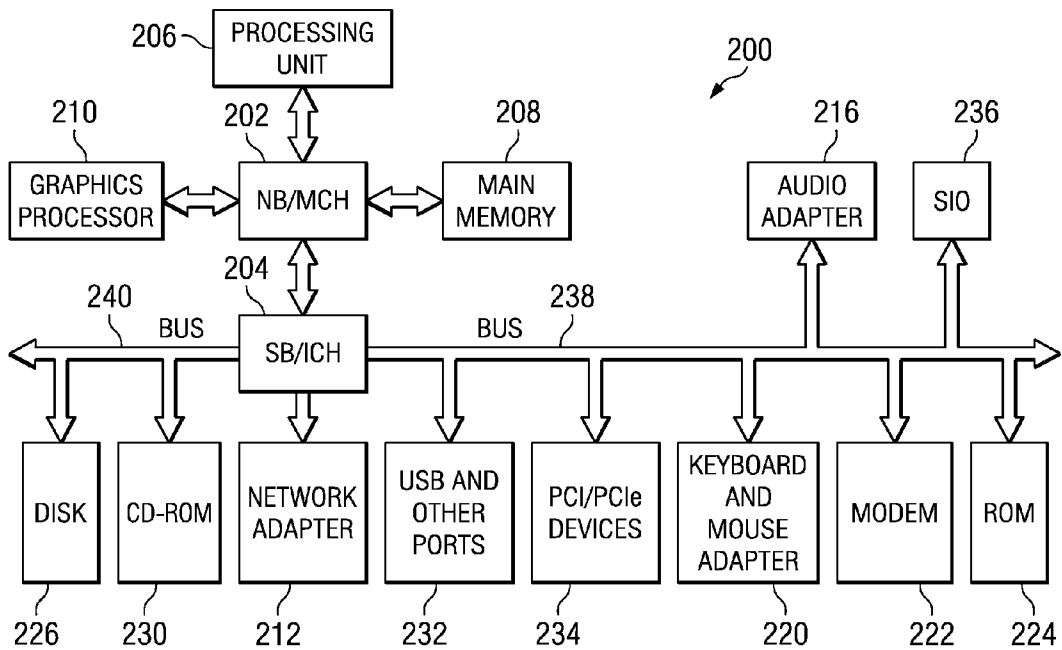 206
PROCESSING
UNIT
200
210
202
208
216
236
GRAPHICS
PROCESSOR
NB/MCH
MAIN
MEMORY
AUDIO
ADAPTER
SIO
204
240
BUS
SB/ICH
BUS
238
DISK
CD-ROM
NETWORK
ADAPTER
USB AND
OTHER
PORTS
PCI/PCIe
DEVICES
KEYBOARD
AND
MOUSE
ADAPTER
MODEM
ROM
226
230
212
232
234
220
222
224